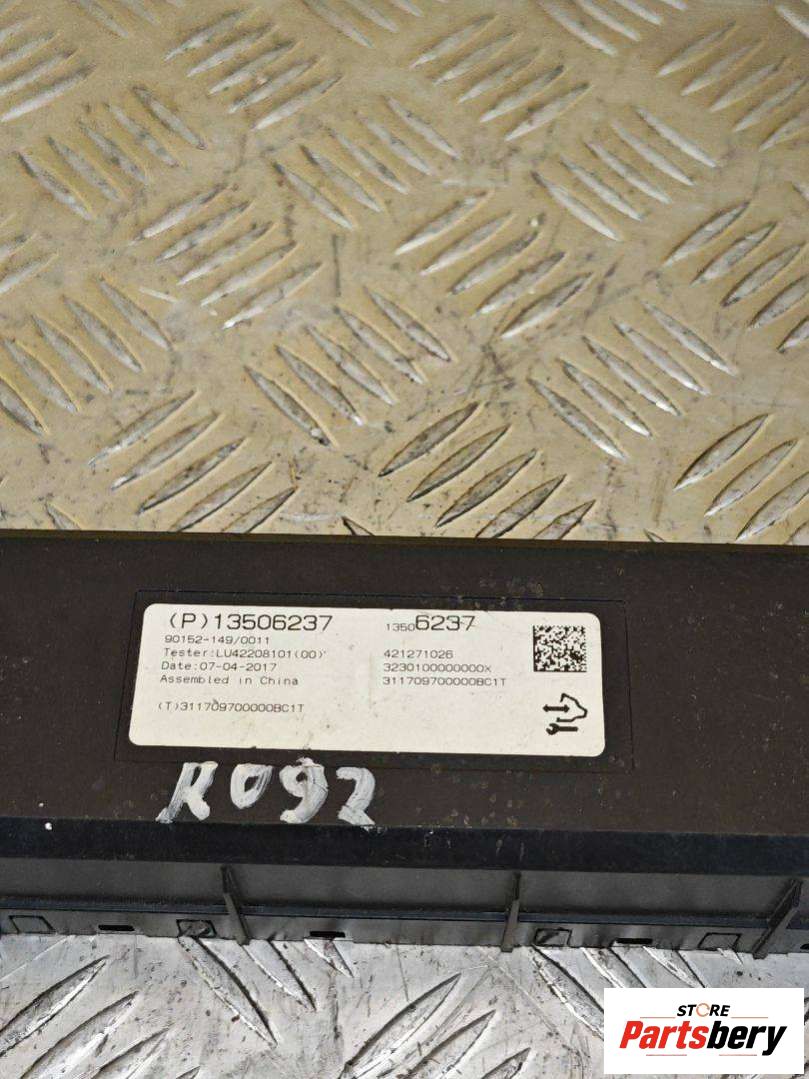 (P)13506237
13506237
90152-149/0011
Tester:LU42208101(00)
421271026
Date:07-04-2017
3230100000000X
Assembled in China
311709700000BC1T
(T)311709700000BC1T
R092
STORE
Partsbery